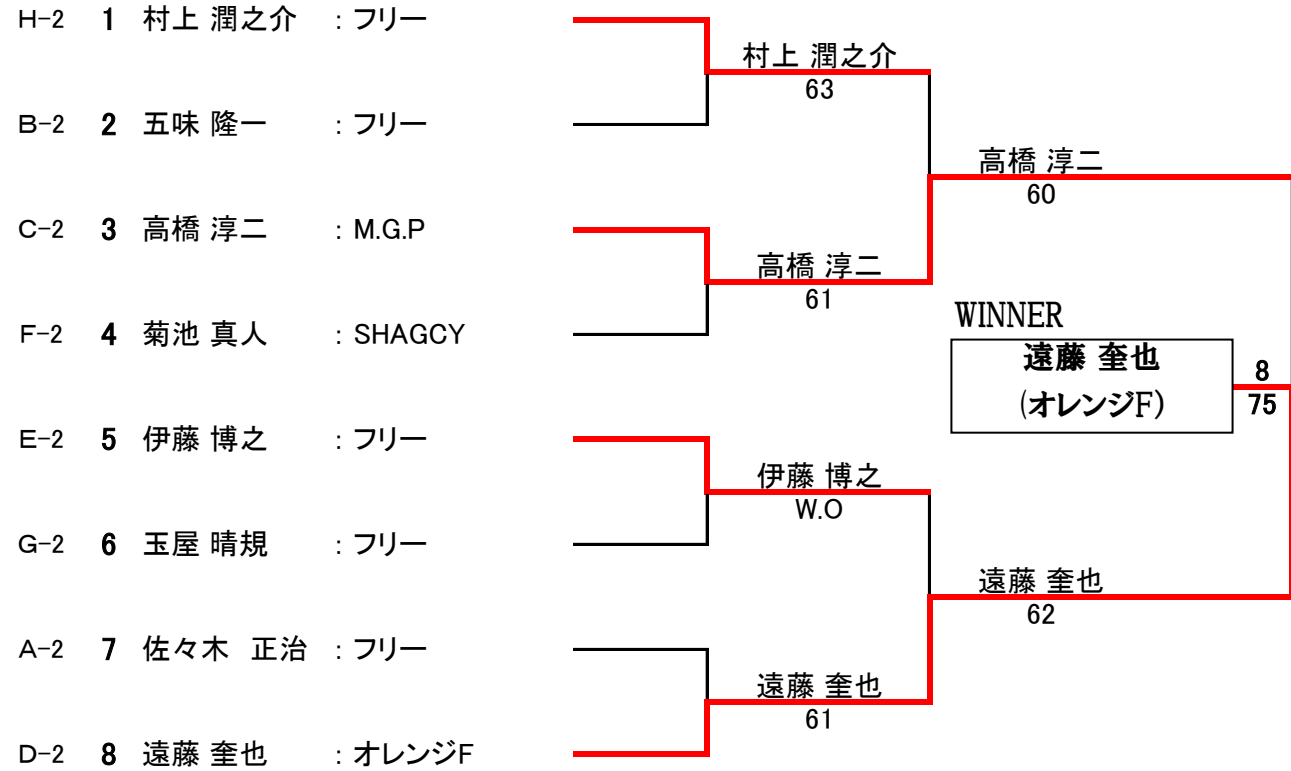 H-2 1 村上 潤之介 : フリー
村上 潤之介
63
B-2 2 五味 隆一 : フリー
高橋 淳二
60
C-2 3 高橋 淳二 : M.G.P
高橋 淳二
61
F-2 4 菊池 真人 : SHAGCY
WINNER
遠藤 奎也
(オレンジF)
8
75
E-2 5 伊藤 博之 : フリー
伊藤 博之
W.O
G-2 6 玉屋 晴規 : フリー
遠藤 奎也
62
A-2 7 佐々木 正治 : フリー
遠藤 奎也
61
D-2 8 遠藤 奎也 : オレンジF